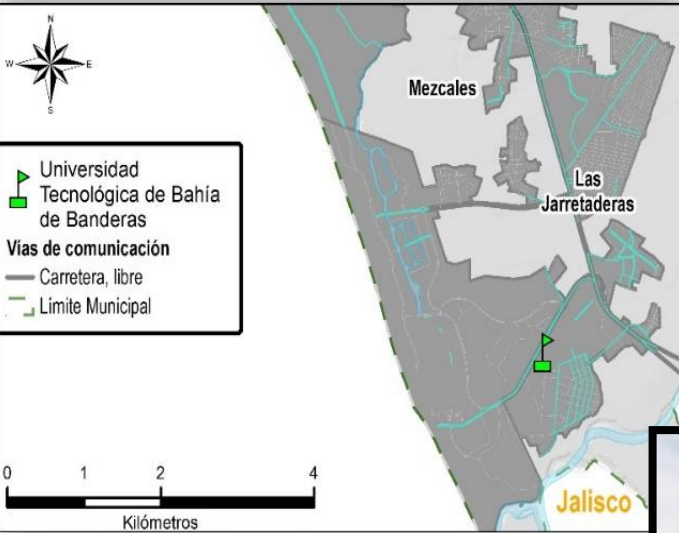 N
W E
S
Mezcales
Las
Jarretaderas
Universidad
Tecnológica de Bahía
de Banderas
Vías de comunicación
Carretera, libre
Límite Municipal
0 1 2 4
Kilómetros
Jalisco